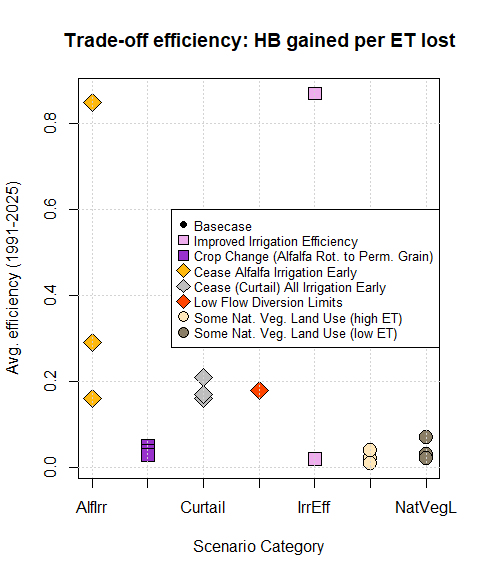 Trade-off efficiency: HB gained per ET lost
Avg. efficiency (1991-2025)
0.8
0.6
0.4
0.2
0.0
Basecase
Improved Irrigation Efficiency
Crop Change (Alfalfa Rot. to Perm. Grain)
Cease Alfalfa Irrigation Early
Cease (Curtail) All Irrigation Early
Low Flow Diversion Limits
Some Nat. Veg. Land Use (high ET)
Some Nat. Veg. Land Use (low ET)
AlfIrr Curtail IrrEff NatVegL
Scenario Category